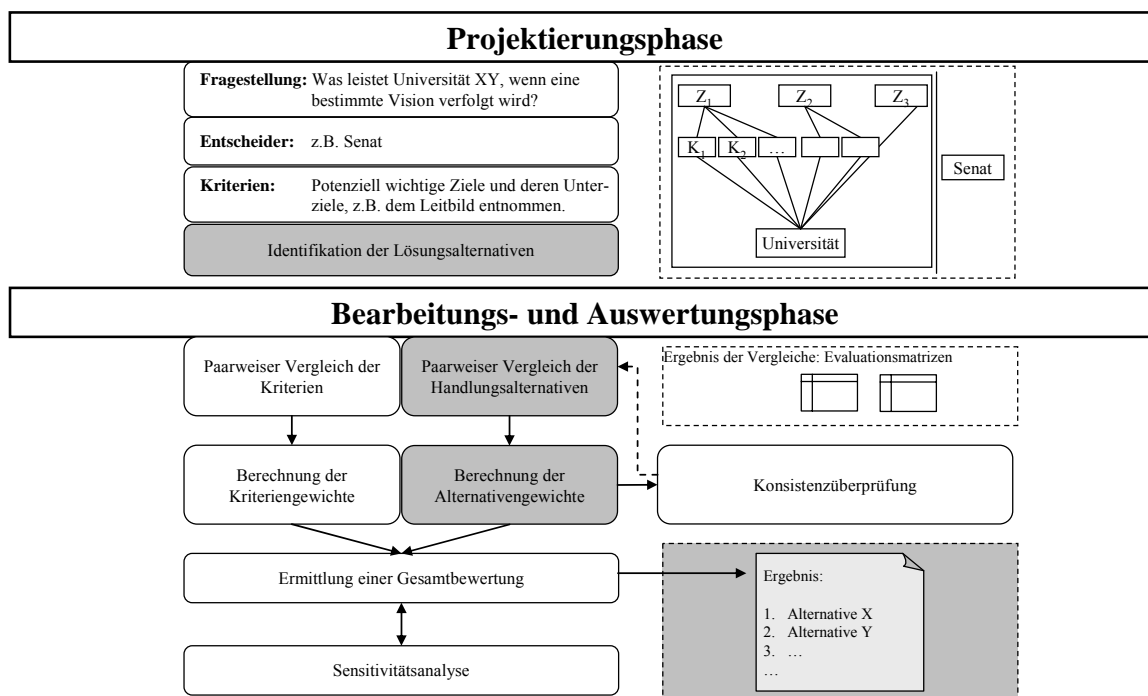 Projektierungsphase
Fragestellung: Was leistet Universität XY, wenn eine
bestimmte Vision verfolgt wird?
Entscheider: z.B. Senat
Kriterien: Potenziell wichtige Ziele und deren Unter-
ziele, z.B. dem Leitbild entnommen.
Identifikation der Lösungsalternativen
Z1 Z2 Z3
K1 K2 …
Senat
Universität
Bearbeitungs- und Auswertungsphase
Paarweiser Vergleich der
Kriterien
Paarweiser Vergleich der
Handlungsalternativen
Ergebnis der Vergleiche: Evaluationsmatrizen
Berechnung der
Kriteriengewichte
Berechnung der
Alternativengewichte
Konsistenzüberprüfung
Ermittlung einer Gesamtbewertung
Ergebnis:
1. Alternative X
2. Alternative Y
3. …
…
Sensitivitätsanalyse